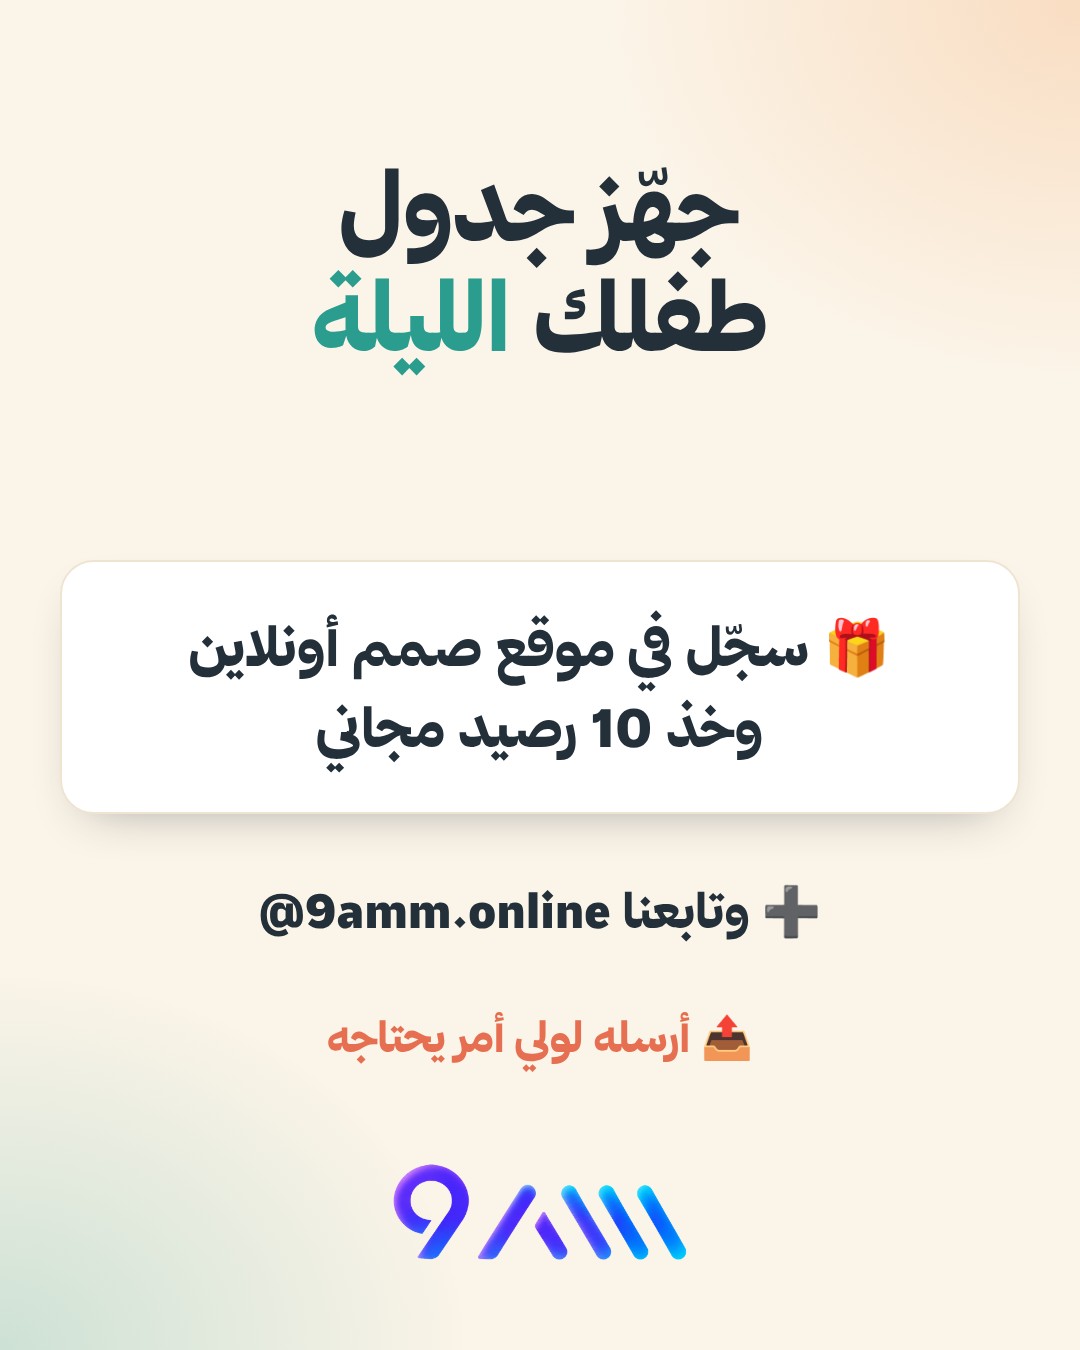 جهّز جدول
طفلك الليلة
🎁 سجّل في موقع صمم أونلاين
وخذ 10 رصيد مجاني
➕ وتابعنا @9amm.online
📤 أرسله لولي أمر يحتاجه
9AMM